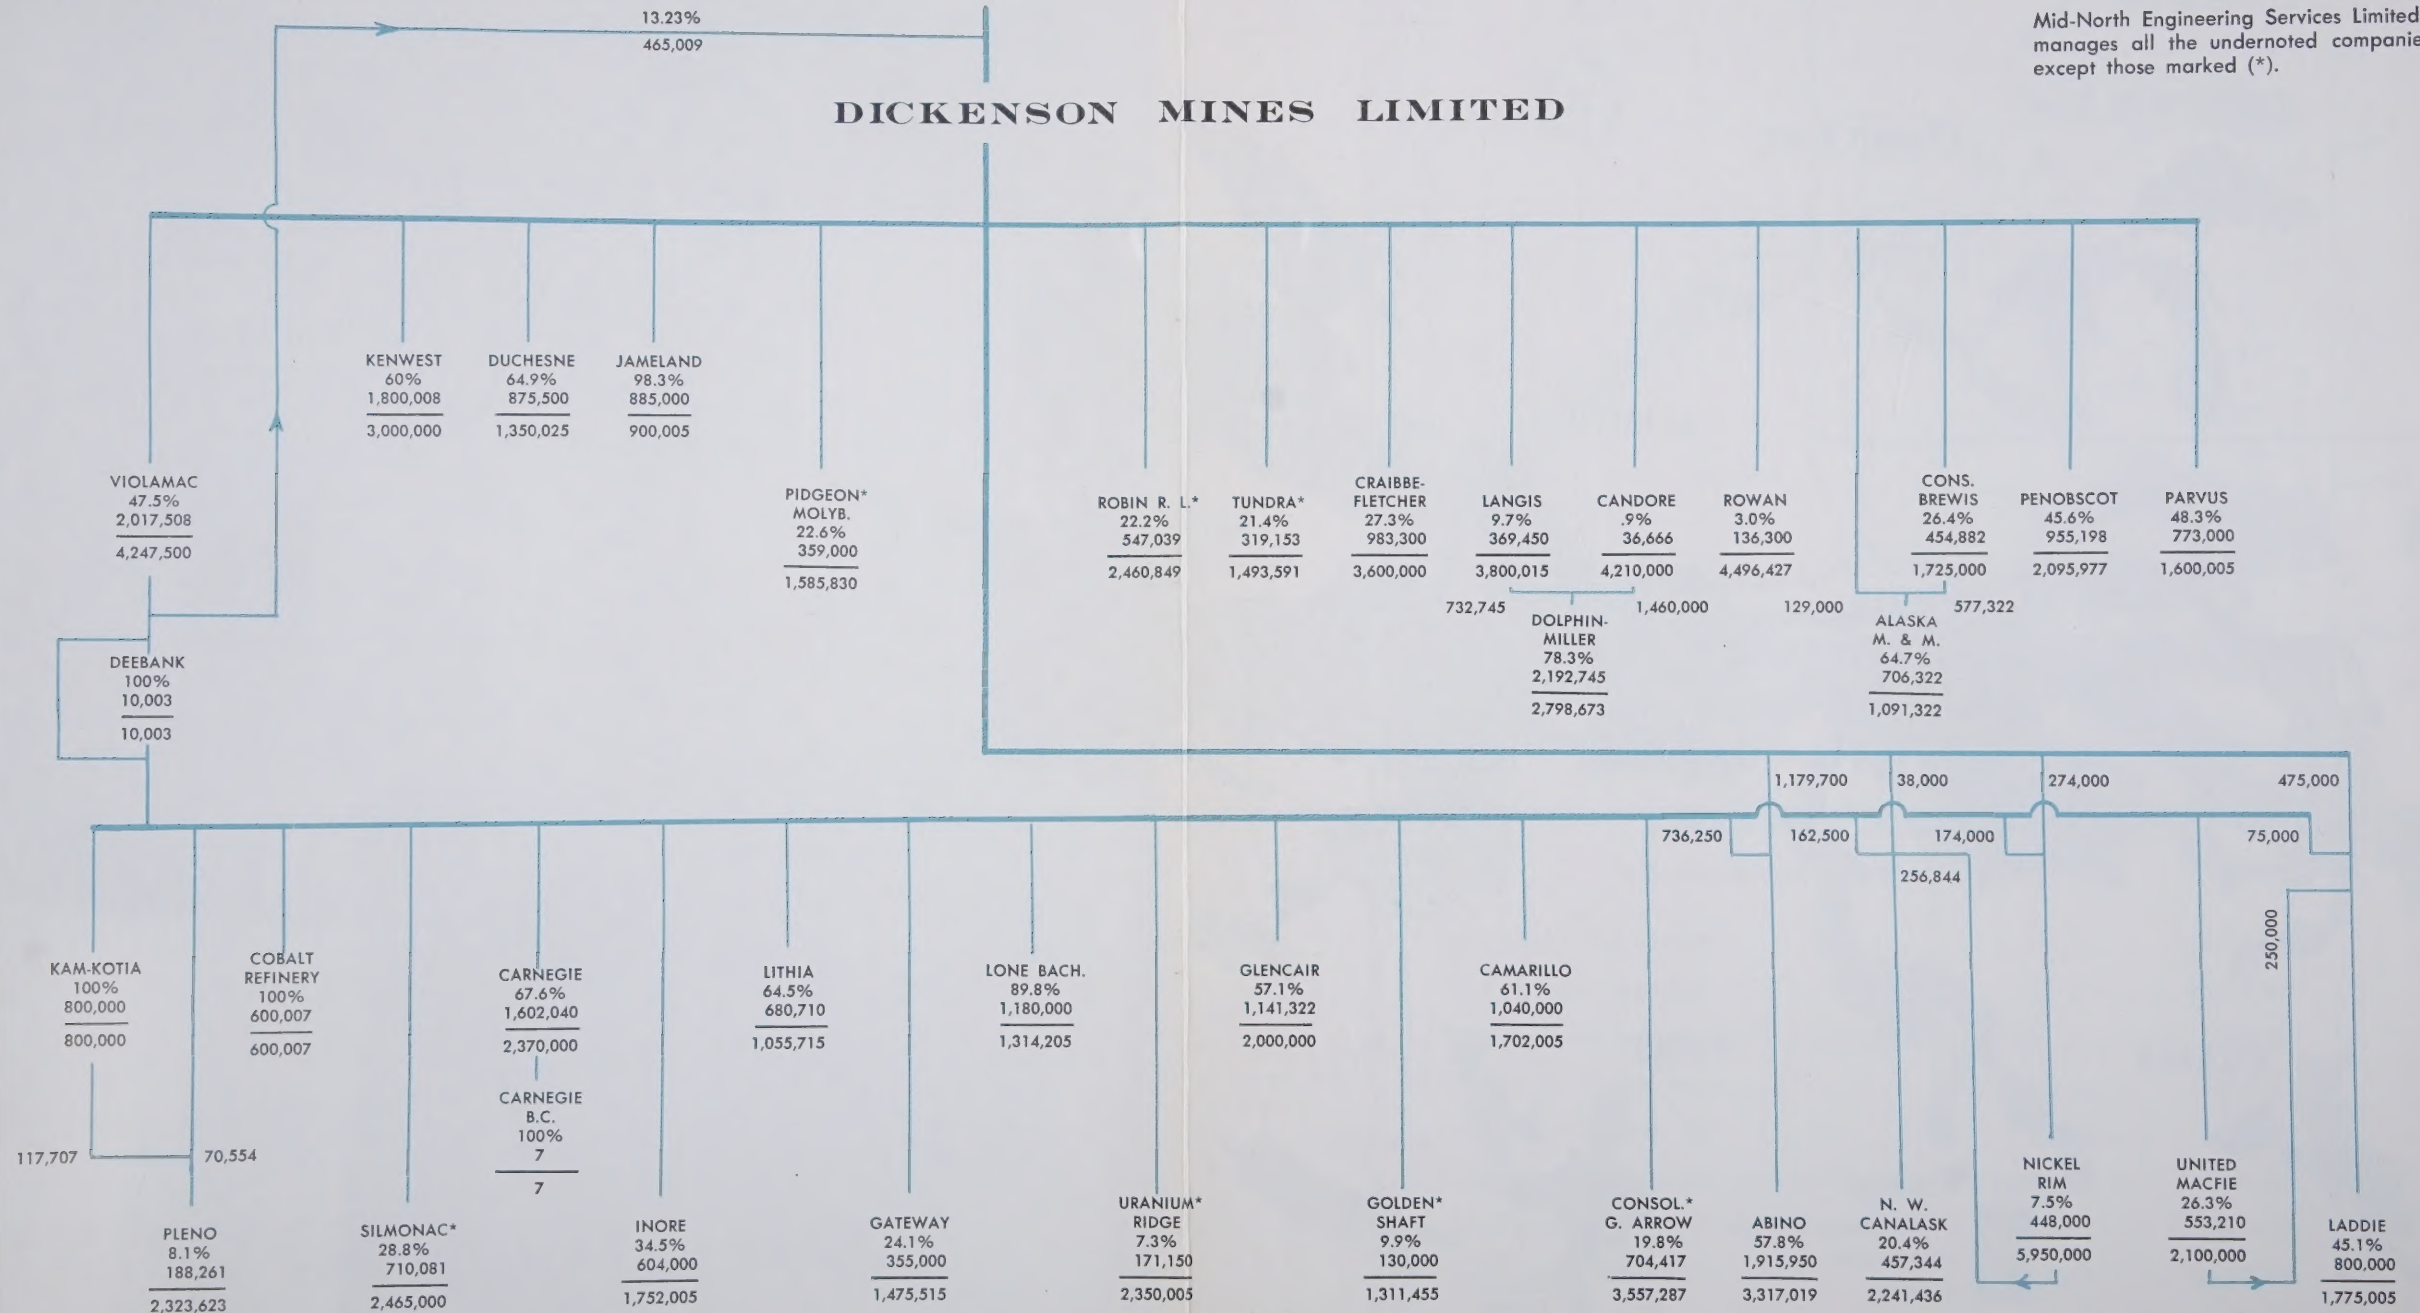 13.23%
465,009
Mid-North Engineering Services Limited
manages all the undernoted companie
except those marked (*).
DICKENSON MINES LIMITED
KENWEST
60%
1,800,008
3,000,000
DUCHESNE
64.9%
875,500
1,350,025
JAMELAND
98.3%
885,000
900,005
VIOLAMAC
47.5%
2,017,508
4,247,500
PIDGEON*
MOLYB.
22.6%
359,000
1,585,830
ROBIN R. L.*
22.2%
547,039
2,460,849
TUNDRA*
21.4%
319,153
1,493,591
CRAIBBE-
FLETCHER
27.3%
983,300
3,600,000
LANGIS
9.7%
369,450
3,800,015
CANDORE
.9%
36,666
4,210,000
ROWAN
3.0%
136,300
4,496,427
CONS.
BREWIS
26.4%
454,882
1,725,000
PENOBSCOT
45.6%
955,198
2,095,977
PARVUS
48.3%
773,000
1,600,005
732,745
1,460,000
DOLPHIN-
MILLER
78.3%
2,192,745
2,798,673
129,000
577,322
ALASKA
M. & M.
64.7%
706,322
1,091,322
DEEBANK
100%
10,003
10,003
1,179,700
38,000
274,000
475,000
736,250
162,500
174,000
75,000
256,844
250,000
KAM-KOTIA
100%
800,000
800,000
COBALT
REFINERY
100%
600,007
600,007
CARNEGIE
67.6%
1,602,040
2,370,000
CARNEGIE
B.C.
100%
7
7
LITHIA
64.5%
680,710
1,055,715
LONE BACH.
89.8%
1,180,000
1,314,205
GLENCAIR
57.1%
1,141,322
2,000,000
CAMARILLO
61.1%
1,040,000
1,702,005
117,707
70,554
PLENO
8.1%
188,261
2,323,623
SILMONAC*
28.8%
710,081
2,465,000
INORE
34.5%
604,000
1,752,005
GATEWAY
24.1%
355,000
1,475,515
URANIUM*
RIDGE
7.3%
171,150
2,350,005
GOLDEN*
SHAFT
9.9%
130,000
1,311,455
CONSOL.*
G. ARROW
19.8%
704,417
3,557,287
ABINO
57.8%
1,915,950
3,317,019
N. W.
CANALASK
20.4%
457,344
2,241,436
NICKEL
RIM
7.5%
448,000
5,950,000
UNITED
MACFIE
26.3%
553,210
2,100,000
LADDIE
45.1%
800,000
1,775,005